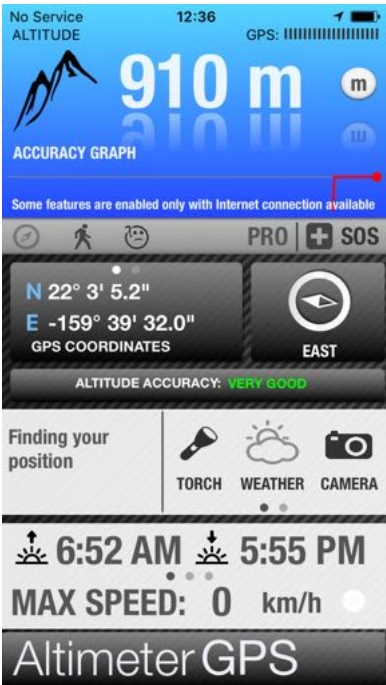 No Service 12:36
ALTITUDE GPS:
910 m m
ACCURACY GRAPH
Some features are enabled only with Internet connection available
PRO SOS
N 22° 3' 5.2"
E -159° 39' 32.0"
GPS COORDINATES
EAST
ALTITUDE ACCURACY: VERY GOOD
Finding your
position
TORCH WEATHER CAMERA
6:52 AM 5:55 PM
MAX SPEED: 0 km/h
Altimeter GPS